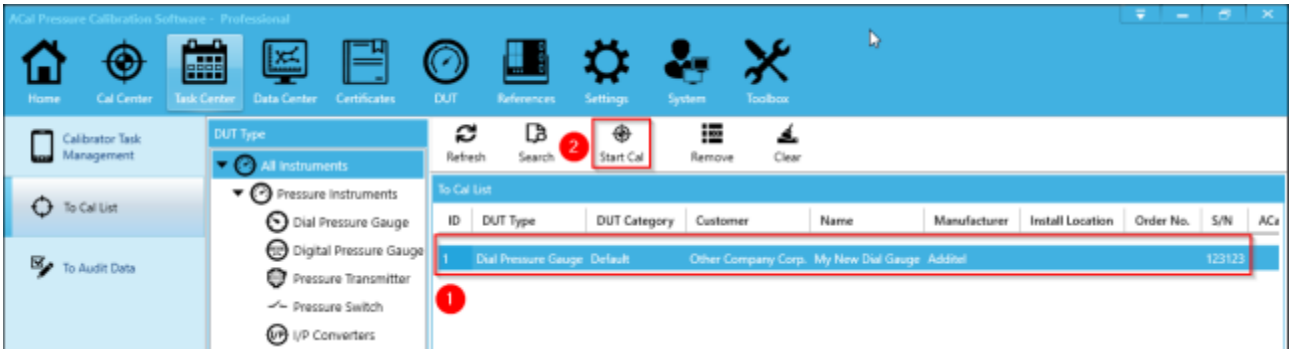 ACal Pressure Calibration Software - Professional
Home Cal Center Task Center Data Center Certificates DUT References Settings System Toolbox
Calibrator Task
Management
To Cal List
To Audit Data
DUT Type
All Instruments
Pressure Instruments
Dial Pressure Gauge
Digital Pressure Gauge
Pressure Transmitter
Pressure Switch
I/P Converters
2
Refresh Search Start Cal Remove Clear
To Cal List
ID DUT Type DUT Category Customer Name Manufacturer Install Location Order No. S/N ACa
1 Dial Pressure Gauge Default Other Company Corp. My New Dial Gauge Additel 123123
1